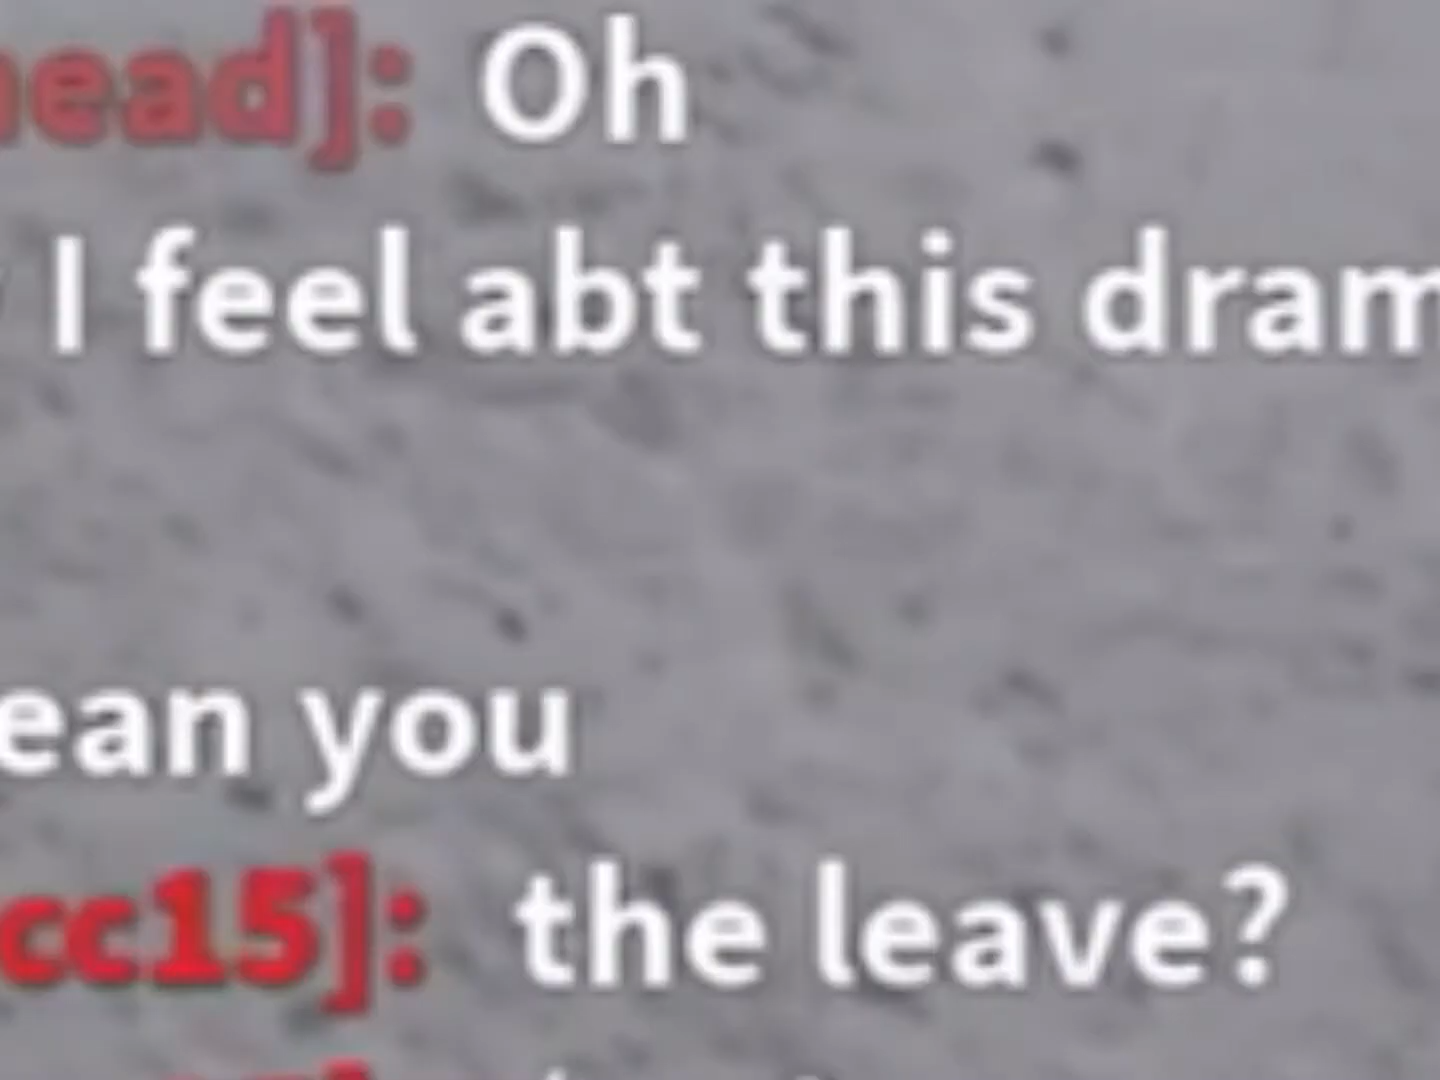 ead]: Oh
I feel abt this dram
ean you
cc15]: the leave?